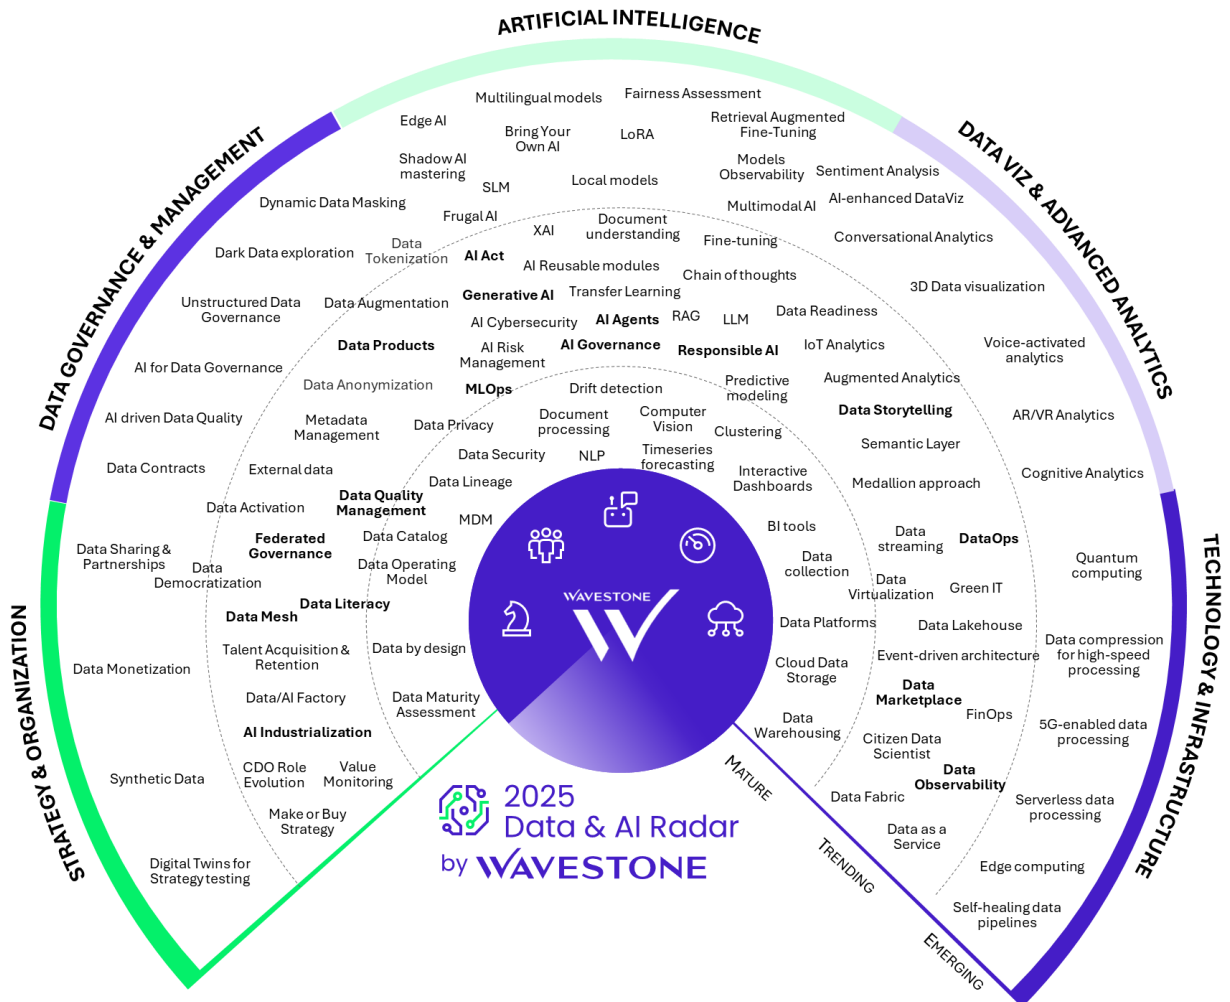 ARTIFICIAL INTELLIGENCE
DATA GOVERNANCE & MANAGEMENT
DATA VIZ & ADVANCED ANALYTICS
STRATEGY & ORGANIZATION
TECHNOLOGY & INFRASTRUCTURE
Multilingual models
Fairness Assessment
Edge AI
Bring Your
Own AI
LoRA
Retrieval Augmented
Fine-Tuning
Shadow AI
mastering
SLM
Local models
Models
Observability
Sentiment Analysis
Dynamic Data Masking
Frugal AI
Multimodal AI
AI-enhanced DataViz
XAI
Document
understanding
Fine-tuning
Conversational Analytics
Dark Data exploration
Data
Tokenization
AI Act
AI Reusable modules
Chain of thoughts
3D Data visualization
Unstructured Data
Governance
Data Augmentation
Generative AI
Transfer Learning
AI Cybersecurity
AI Agents
RAG
LLM
Data Readiness
Data Products
AI Risk
Management
AI Governance
Responsible AI
IoT Analytics
Voice-activated
analytics
AI for Data Governance
Data Anonymization
MLOps
Drift detection
Predictive
modeling
Augmented Analytics
AI driven Data Quality
Metadata
Management
Data Privacy
Document
processing
Computer
Vision
Clustering
Data Storytelling
AR/VR Analytics
Data Contracts
External data
Data Security
NLP
Timeseries
forecasting
Semantic Layer
Data Lineage
Interactive
Dashboards
Medallion approach
Cognitive Analytics
Data Activation
Data Quality
Management
MDM
BI tools
Data Sharing &
Partnerships
Federated
Governance
Data Catalog
Data
streaming
DataOps
Data
Democratization
Data Operating
Model
Data
collection
Quantum
computing
Data
Virtualization
Green IT
Data Mesh
Data Literacy
WAVESTONE
Data Platforms
Data Lakehouse
Data Monetization
Talent Acquisition &
Retention
Data by design
Cloud Data
Storage
Event-driven architecture
Data compression
for high-speed
processing
Data/AI Factory
Data Maturity
Assessment
Data
Marketplace
FinOps
AI Industrialization
Data
Warehousing
Citizen Data
Scientist
5G-enabled data
processing
Synthetic Data
CDO Role
Evolution
Value
Monitoring
MATURE
Data
Observability
Make or Buy
Strategy
Data Fabric
Serverless data
processing
Data as a
Service
Digital Twins for
Strategy testing
TRENDING
Edge computing
Self-healing data
pipelines
EMERGING
2025
Data & AI Radar
by WAVESTONE